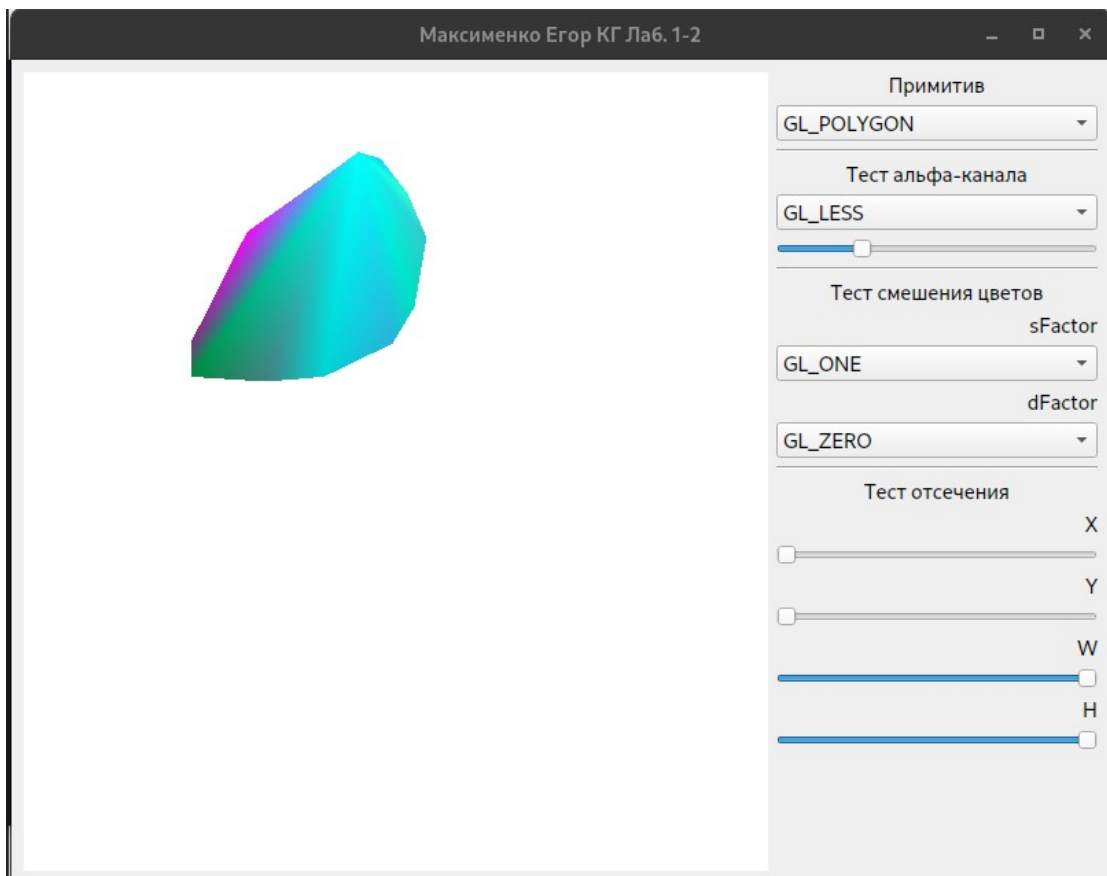 Максименко Егор КГ Лаб. 1-2
Примитив
GL_POLYGON
Тест альфа-канала
GL_LESS
Тест смешения цветов
sFactor
GL_ONE
dFactor
GL_ZERO
Тест отсечения
X
Y
W
H